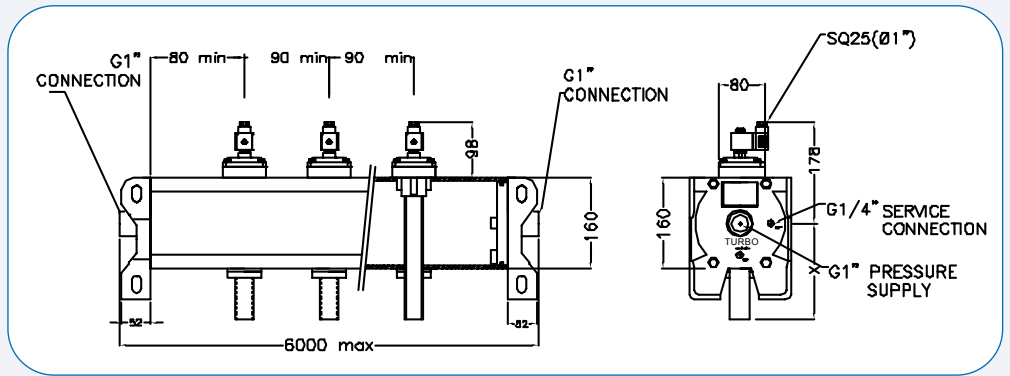 G1"
CONNECTION
80 min
90 min
90 min
G1"
CONNECTION
98
160
52
52
6000 max
SQ25(Ø1")
80
178
160
G1/4" SERVICE
CONNECTION
TURBO
X
G1" PRESSURE
SUPPLY